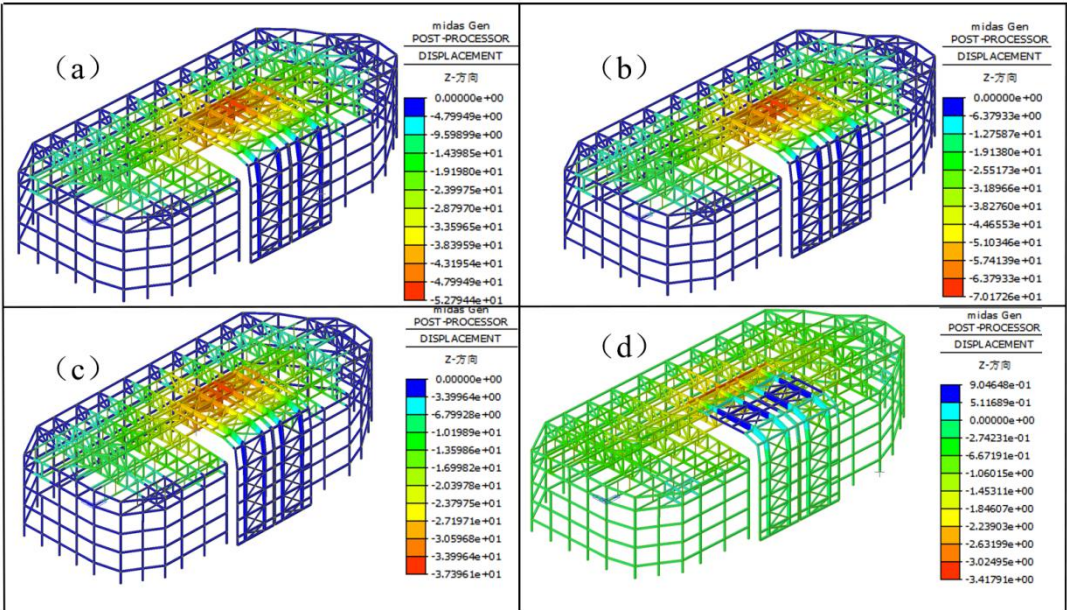 (a)
midas Gen
POST-PROCESSOR
DISPLACEMENT
Z-方向
0.00000e+00
-4.79949e+00
-9.59899e+00
-1.43985e+01
-1.91980e+01
-2.39975e+01
-2.87970e+01
-3.35965e+01
-3.83959e+01
-4.31954e+01
-4.79949e+01
-5.27944e+01
(b)
midas Gen
POST-PROCESSOR
DISPLACEMENT
Z-方向
0.00000e+00
-6.37933e+00
-1.27587e+01
-1.91380e+01
-2.55173e+01
-3.18966e+01
-3.82760e+01
-4.46553e+01
-5.10346e+01
-5.74139e+01
-6.37933e+01
-7.01726e+01
(c)
midas Gen
POST-PROCESSOR
DISPLACEMENT
Z-方向
0.00000e+00
-3.39964e+00
-6.79928e+00
-1.01989e+01
-1.35986e+01
-1.69982e+01
-2.03978e+01
-2.37975e+01
-2.71971e+01
-3.05968e+01
-3.39964e+01
-3.73961e+01
(d)
midas Gen
POST-PROCESSOR
DISPLACEMENT
Z-方向
9.04648e-01
5.11689e-01
0.00000e+00
-2.74231e-01
-6.67191e-01
-1.06015e+00
-1.45311e+00
-1.84607e+00
-2.23903e+00
-2.63199e+00
-3.02495e+00
-3.41791e+00